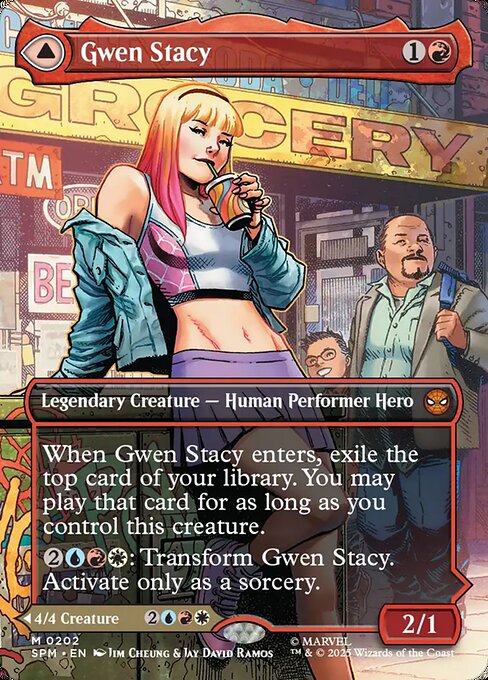 Gwen Stacy
1
SODA · DELI
GROCERY
ATM
Legendary Creature — Human Performer Hero
When Gwen Stacy enters, exile the
top card of your library. You may
play that card for as long as you
control this creature.
2: Transform Gwen Stacy.
Activate only as a sorcery.
4/4 Creature 2
2/1
M 0202
SPM • EN JIM CHEUNG & JAY DAVID RAMOS
© MARVEL
™ & © 2025 Wizards of the Coast